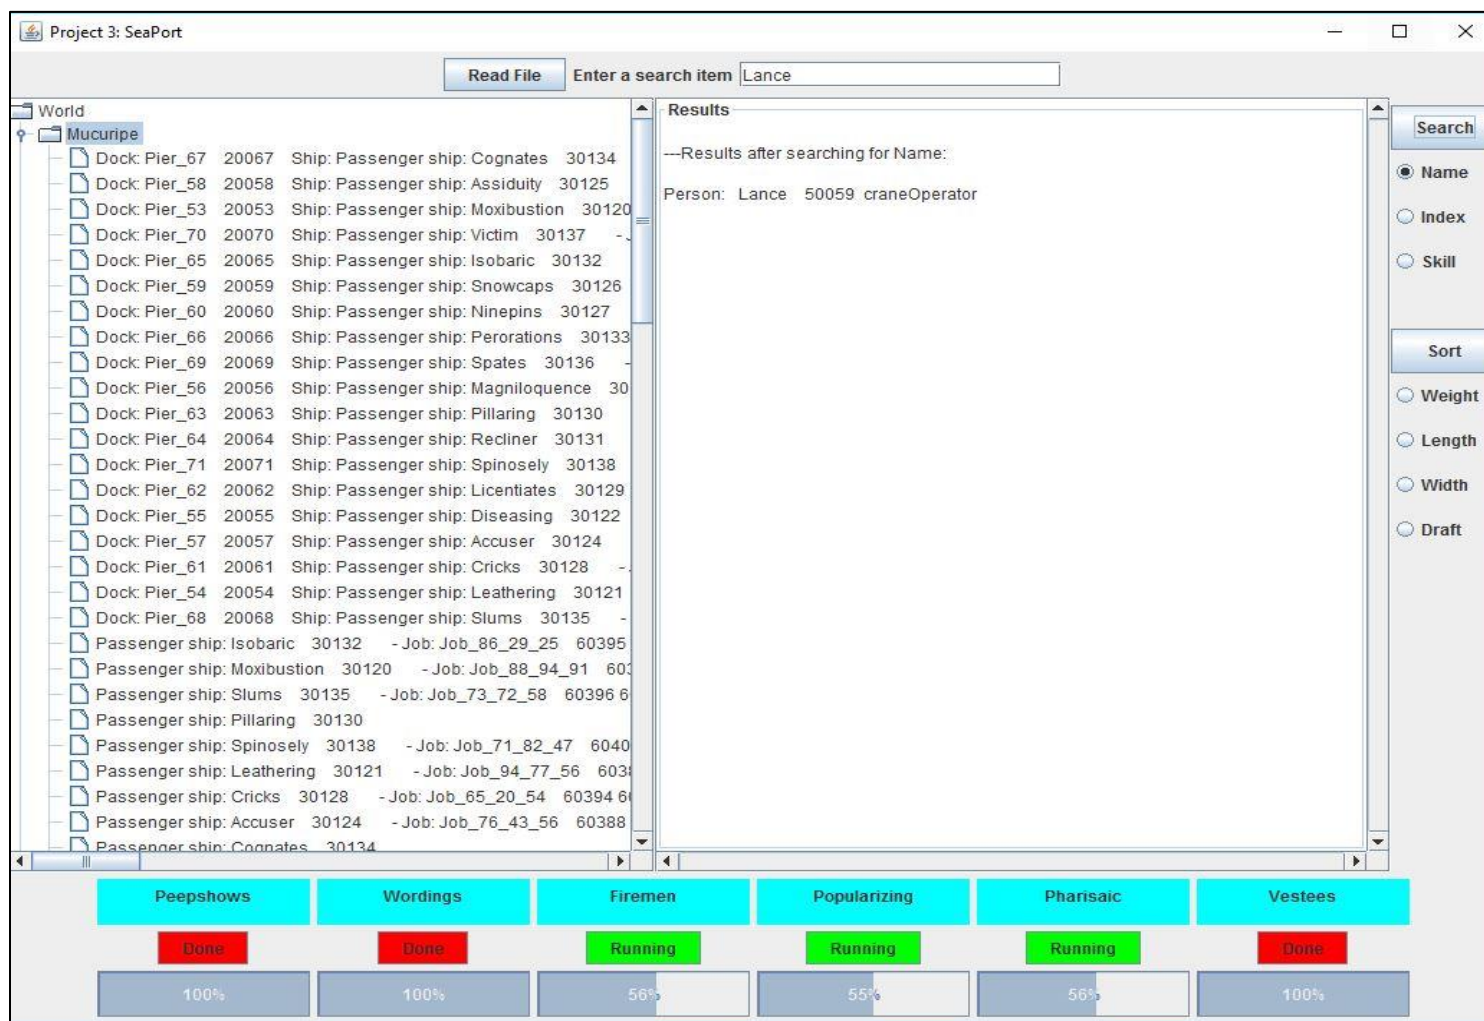 Project 3: SeaPort
Read File Enter a search item Lance
World
Mucuripe
Dock: Pier_67 20067 Ship: Passenger ship: Cognates 30134
Dock: Pier_58 20058 Ship: Passenger ship: Assiduity 30125
Dock: Pier_53 20053 Ship: Passenger ship: Moxibustion 30120
Dock: Pier_70 20070 Ship: Passenger ship: Victim 30137 -
Dock: Pier_65 20065 Ship: Passenger ship: Isobaric 30132
Dock: Pier_59 20059 Ship: Passenger ship: Snowcaps 30126
Dock: Pier_60 20060 Ship: Passenger ship: Ninepins 30127
Dock: Pier_66 20066 Ship: Passenger ship: Perorations 30133
Dock: Pier_69 20069 Ship: Passenger ship: Spates 30136 -
Dock: Pier_56 20056 Ship: Passenger ship: Magniloquence 30
Dock: Pier_63 20063 Ship: Passenger ship: Pillaring 30130
Dock: Pier_64 20064 Ship: Passenger ship: Recliner 30131
Dock: Pier_71 20071 Ship: Passenger ship: Spinosely 30138
Dock: Pier_62 20062 Ship: Passenger ship: Licentiates 30129
Dock: Pier_55 20055 Ship: Passenger ship: Diseasing 30122
Dock: Pier_57 20057 Ship: Passenger ship: Accuser 30124
Dock: Pier_61 20061 Ship: Passenger ship: Cricks 30128 -
Dock: Pier_54 20054 Ship: Passenger ship: Leathering 30121
Dock: Pier_68 20068 Ship: Passenger ship: Slums 30135 -
Passenger ship: Isobaric 30132 - Job: Job_86_29_25 60395
Passenger ship: Moxibustion 30120 - Job: Job_88_94_91 603
Passenger ship: Slums 30135 - Job: Job_73_72_58 60396 6
Passenger ship: Pillaring 30130
Passenger ship: Spinosely 30138 - Job: Job_71_82_47 6040
Passenger ship: Leathering 30121 - Job: Job_94_77_56 6038
Passenger ship: Cricks 30128 - Job: Job_65_20_54 60394 6
Passenger ship: Accuser 30124 - Job: Job_76_43_56 60388
Passenger ship: Cognates 30134
Results
---Results after searching for Name:
Person: Lance 50059 craneOperator
Search
Name
Index
Skill
Sort
Weight
Length
Width
Draft
Peepshows Wordings Firemen Popularizing Pharisaic Vestees
Done Done Running Running Running Done
100% 100% 56% 55% 56% 100%